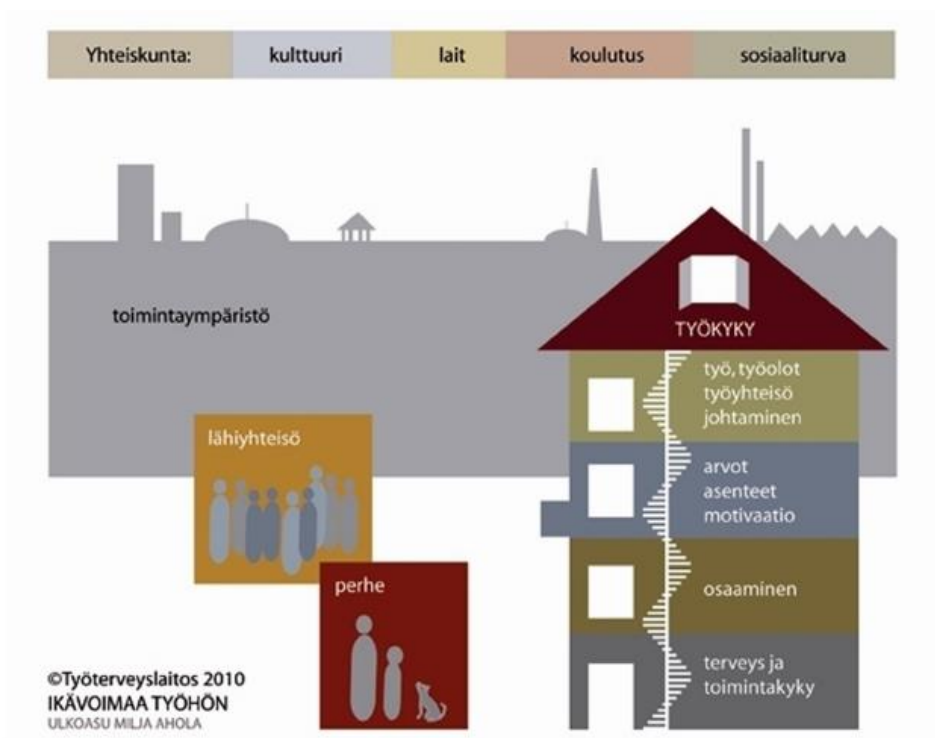 Yhteiskunta: kulttuuri lait koulutus sosiaaliturva
toimintaympäristö
TYÖKYKY
työ, työolot
työyhteisö
johtaminen
lähiyhteisö
arvot
asenteet
motivaatio
perhe
osaaminen
terveys ja
toimintakyky
©Työterveyslaitos 2010
IKÄVOIMAA TYÖHÖN
ULKOASU MILJA AHOLA